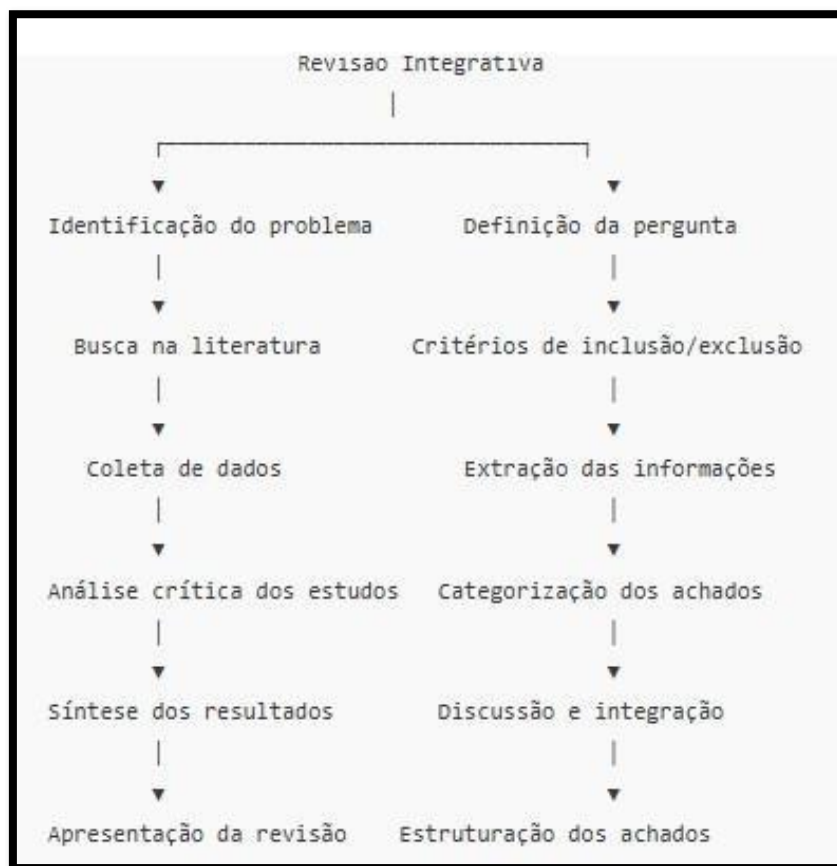 Revisao Integrativa
Identificação do problema Definição da pergunta
Busca na literatura Critérios de inclusão/exclusão
Coleta de dados Extração das informações
Análise crítica dos estudos Categorização dos achados
Síntese dos resultados Discussão e integração
Apresentação da revisão Estruturação dos achados